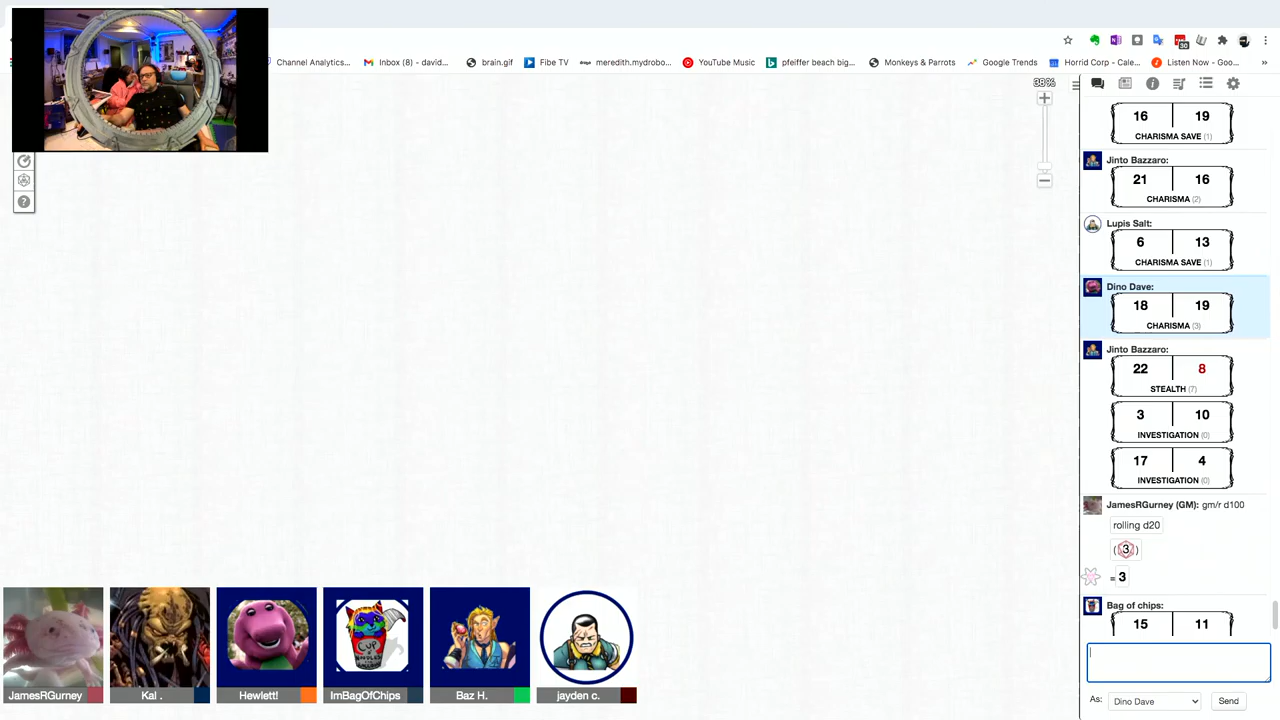 Channel Analytics...
Inbox (8) - david...
brain.gif
Fibe TV
meredith.mydrobo...
YouTube Music
pfeiffer beach big...
Monkeys & Parrots
Google Trends
Horrid Corp - Cale...
Listen Now - Goo...
»
30
38%
16 19
CHARISMA SAVE (1)
Jinto Bazzaro:
21 16
CHARISMA (2)
Lupis Salt:
6 13
CHARISMA SAVE (1)
Dino Dave:
18 19
CHARISMA (3)
Jinto Bazzaro:
22 8
STEALTH (7)
3 10
INVESTIGATION (0)
17 4
INVESTIGATION (0)
JamesRGurney (GM): gm/r d100
rolling d20
(3)
= 3
Bag of chips:
15 11
As: Dino Dave Send
JamesRGurney
Kal .
Hewlett!
ImBagOfChips
Baz H.
jayden c.